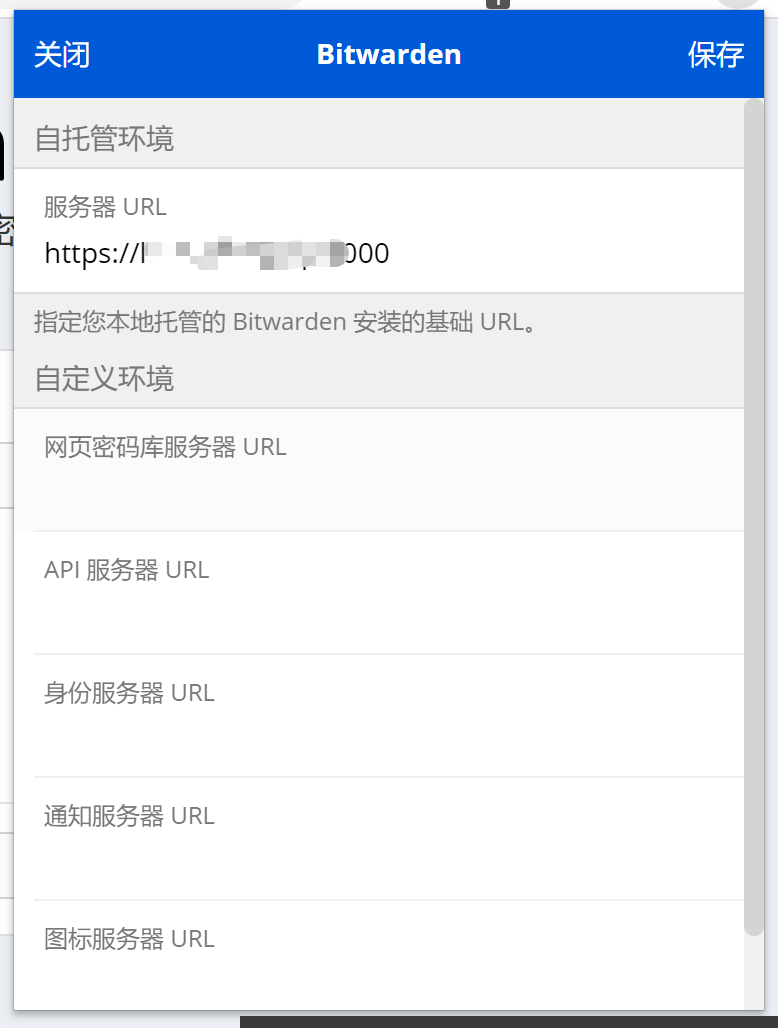 关闭
Bitwarden
保存
自托管环境
服务器 URL
https:// 000
指定您本地托管的 Bitwarden 安装的基础 URL。
自定义环境
网页密码库服务器 URL
API 服务器 URL
身份服务器 URL
通知服务器 URL
图标服务器 URL